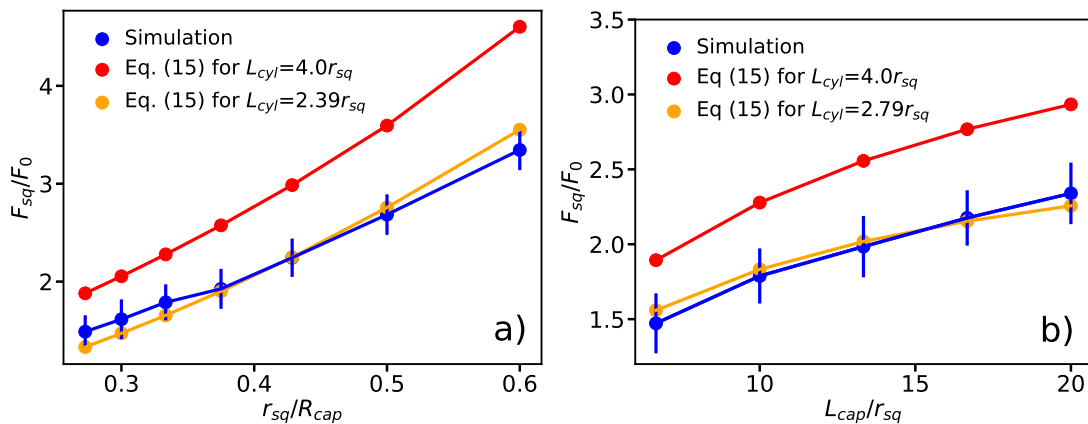 Simulation
Eq. (15) for L_cyl=4.0r_sq
Eq. (15) for L_cyl=2.39r_sq
4
3
2
F_sq/F_0
0.3
0.4
0.5
0.6
r_sq/R_cap
a)
Simulation
Eq (15) for L_cyl=4.0r_sq
Eq (15) for L_cyl=2.79r_sq
3.5
3.0
2.5
2.0
1.5
F_sq/F_0
10
15
20
L_cap/r_sq
b)